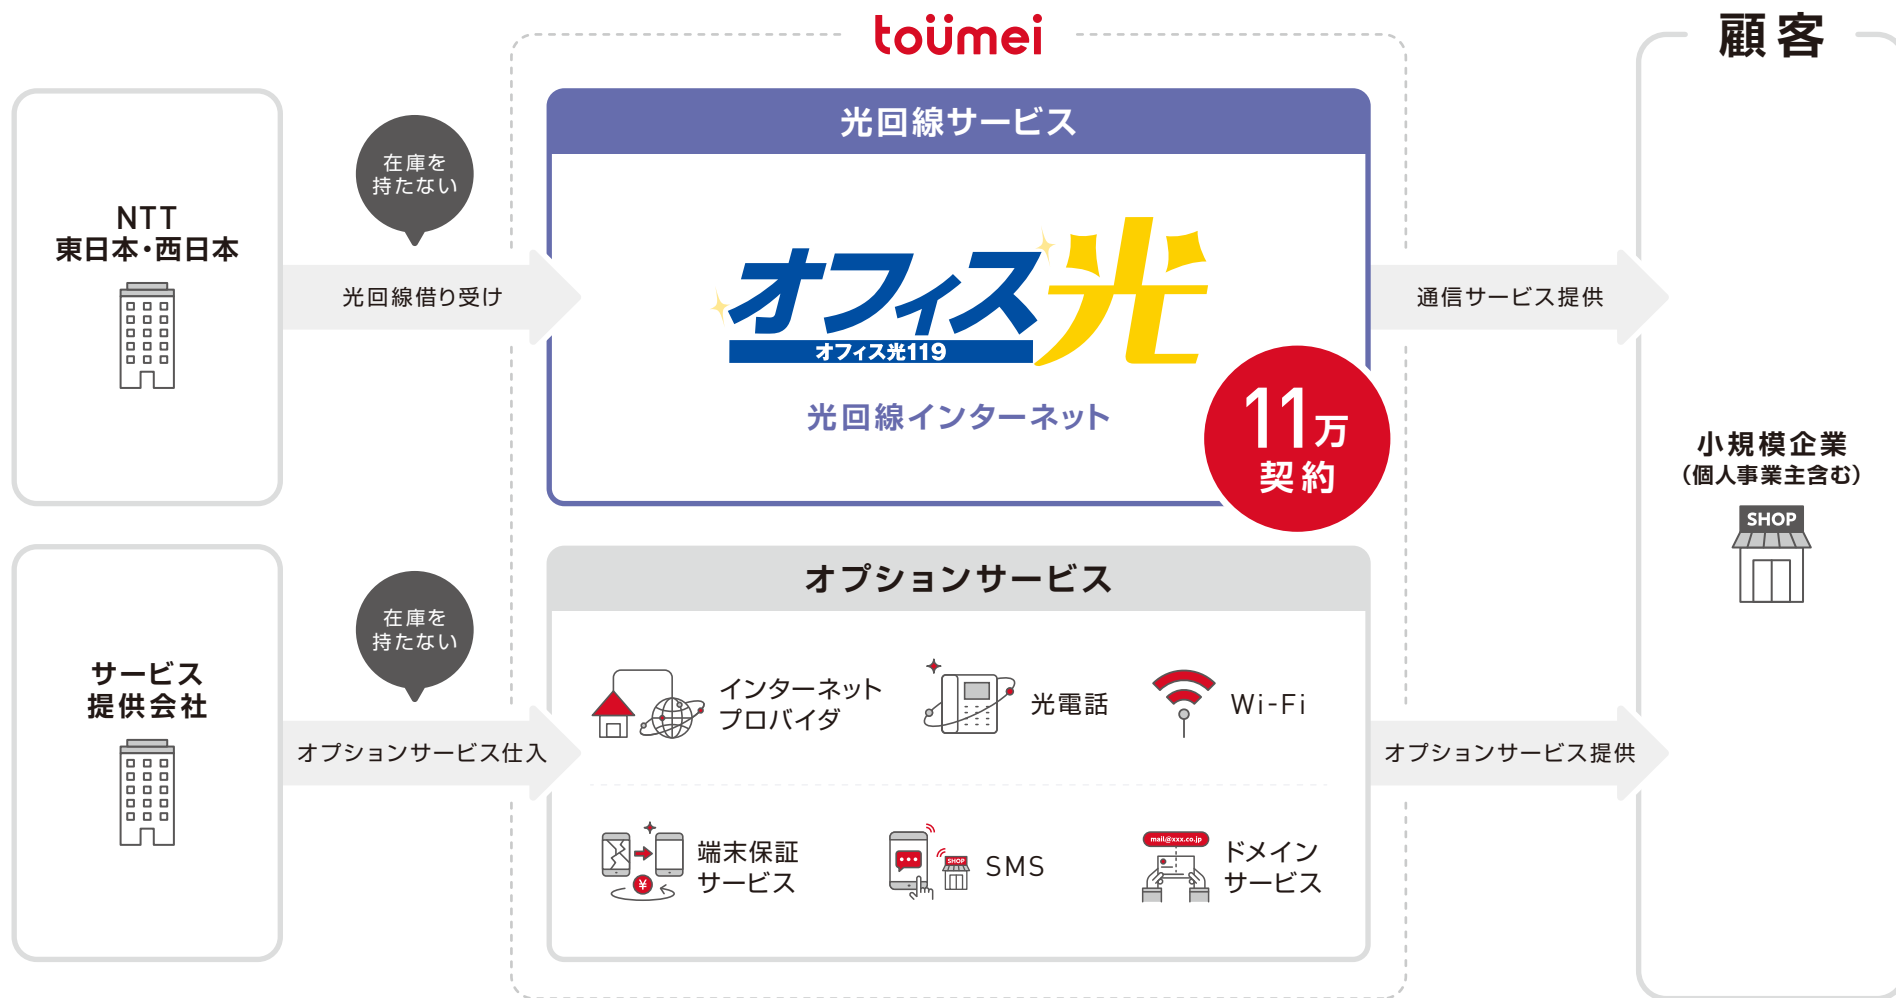 toümei
顧客
NTT
東日本・西日本
在庫を
持たない
光回線借り受け
光回線サービス
オフィス光
オフィス光119
光回線インターネット
11万
契約
通信サービス提供
小規模企業
（個人事業主含む）
SHOP
サービス
提供会社
在庫を
持たない
オプションサービス仕入
オプションサービス
インターネット
プロバイダ
光電話
Wi-Fi
端末保証
サービス
¥
SHOP
SMS
mail@xxx.co.jp
ドメイン
サービス
オプションサービス提供